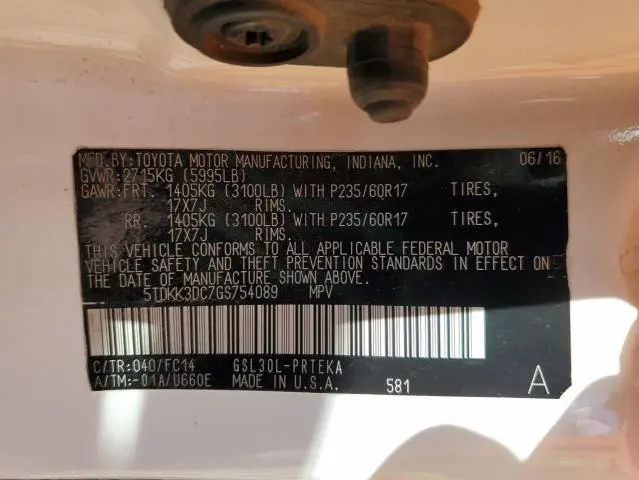 MFD.BY:TOYOTA MOTOR MANUFACTURING, INDIANA, INC. 06/16
GVWR:2715KG (5995LB)
GAWR:FRT. 1405KG (3100LB) WITH P235/60R17 TIRES,
17X7J RIMS.
RR. 1405KG (3100LB) WITH P235/60R17 TIRES,
17X7J RIMS.
THIS VEHICLE CONFORMS TO ALL APPLICABLE FEDERAL MOTOR
VEHICLE SAFETY AND THEFT PREVENTION STANDARDS IN EFFECT ON
THE DATE OF MANUFACTURE SHOWN ABOVE.
5TDKK3DC7GS754089 MPV
C/TR:040/FC14 GSL30L-PRTEKA
A/TM:-01A/U660E MADE IN U.S.A. 581 A